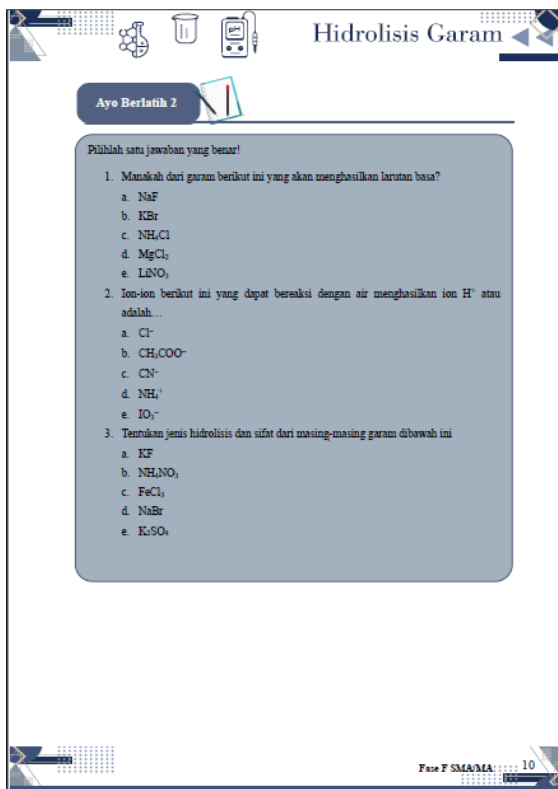 pH
Hidrolisis Garam
Ayo Berlatih 2
Pilihlah satu jawaban yang benar!
1. Manakah dari garam berikut ini yang akan menghasilkan larutan basa?
a. NaF
b. KBr
c. NH₄Cl
d. MgCl₂
e. LiNO₃
2. Ion-ion berikut ini yang dapat bereaksi dengan air menghasilkan ion H⁺ atau
adalah…
a. Cl⁻
b. CH₃COO⁻
c. CN⁻
d. NH₄⁺
e. IO₃⁻
3. Tentukan jenis hidrolisis dan sifat dari masing-masing garam dibawah ini
a. KF
b. NH₄NO₃
c. FeCl₃
d. NaBr
e. K₂SO₄
Fase F SMA/MA 10